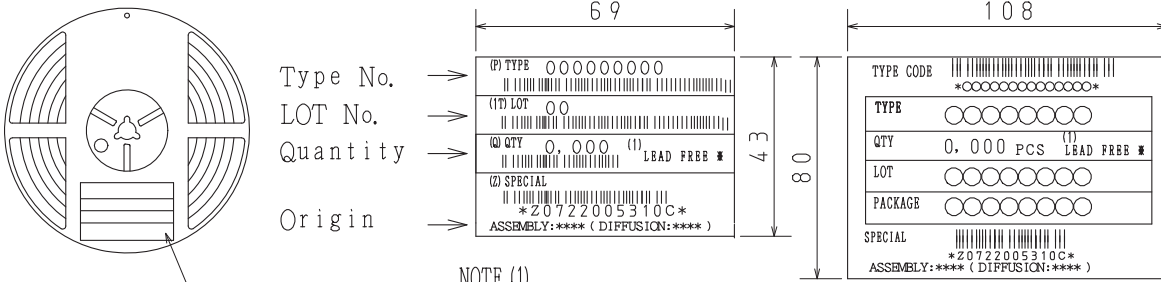 69
108
Type No.
LOT No.
Quantity
Origin
(P) TYPE 000000000
(1T) LOT 00
(Q) QTY 0,000 (1) LEAD FREE *
(Z) SPECIAL
*Z0722005310C*
ASSEMBLY:**** (DIFFUSION:**** )
43
80
TYPE CODE
*○○○○○○○○○○○○○○*
TYPE ○○○○○○○○
QTY 0,000 PCS (1) LEAD FREE *
LOT ○○○○○○○○
PACKAGE ○○○○○○○○
SPECIAL
*Z0722005310C*
ASSEMBLY:**** (DIFFUSION:**** )
NOTE (1)